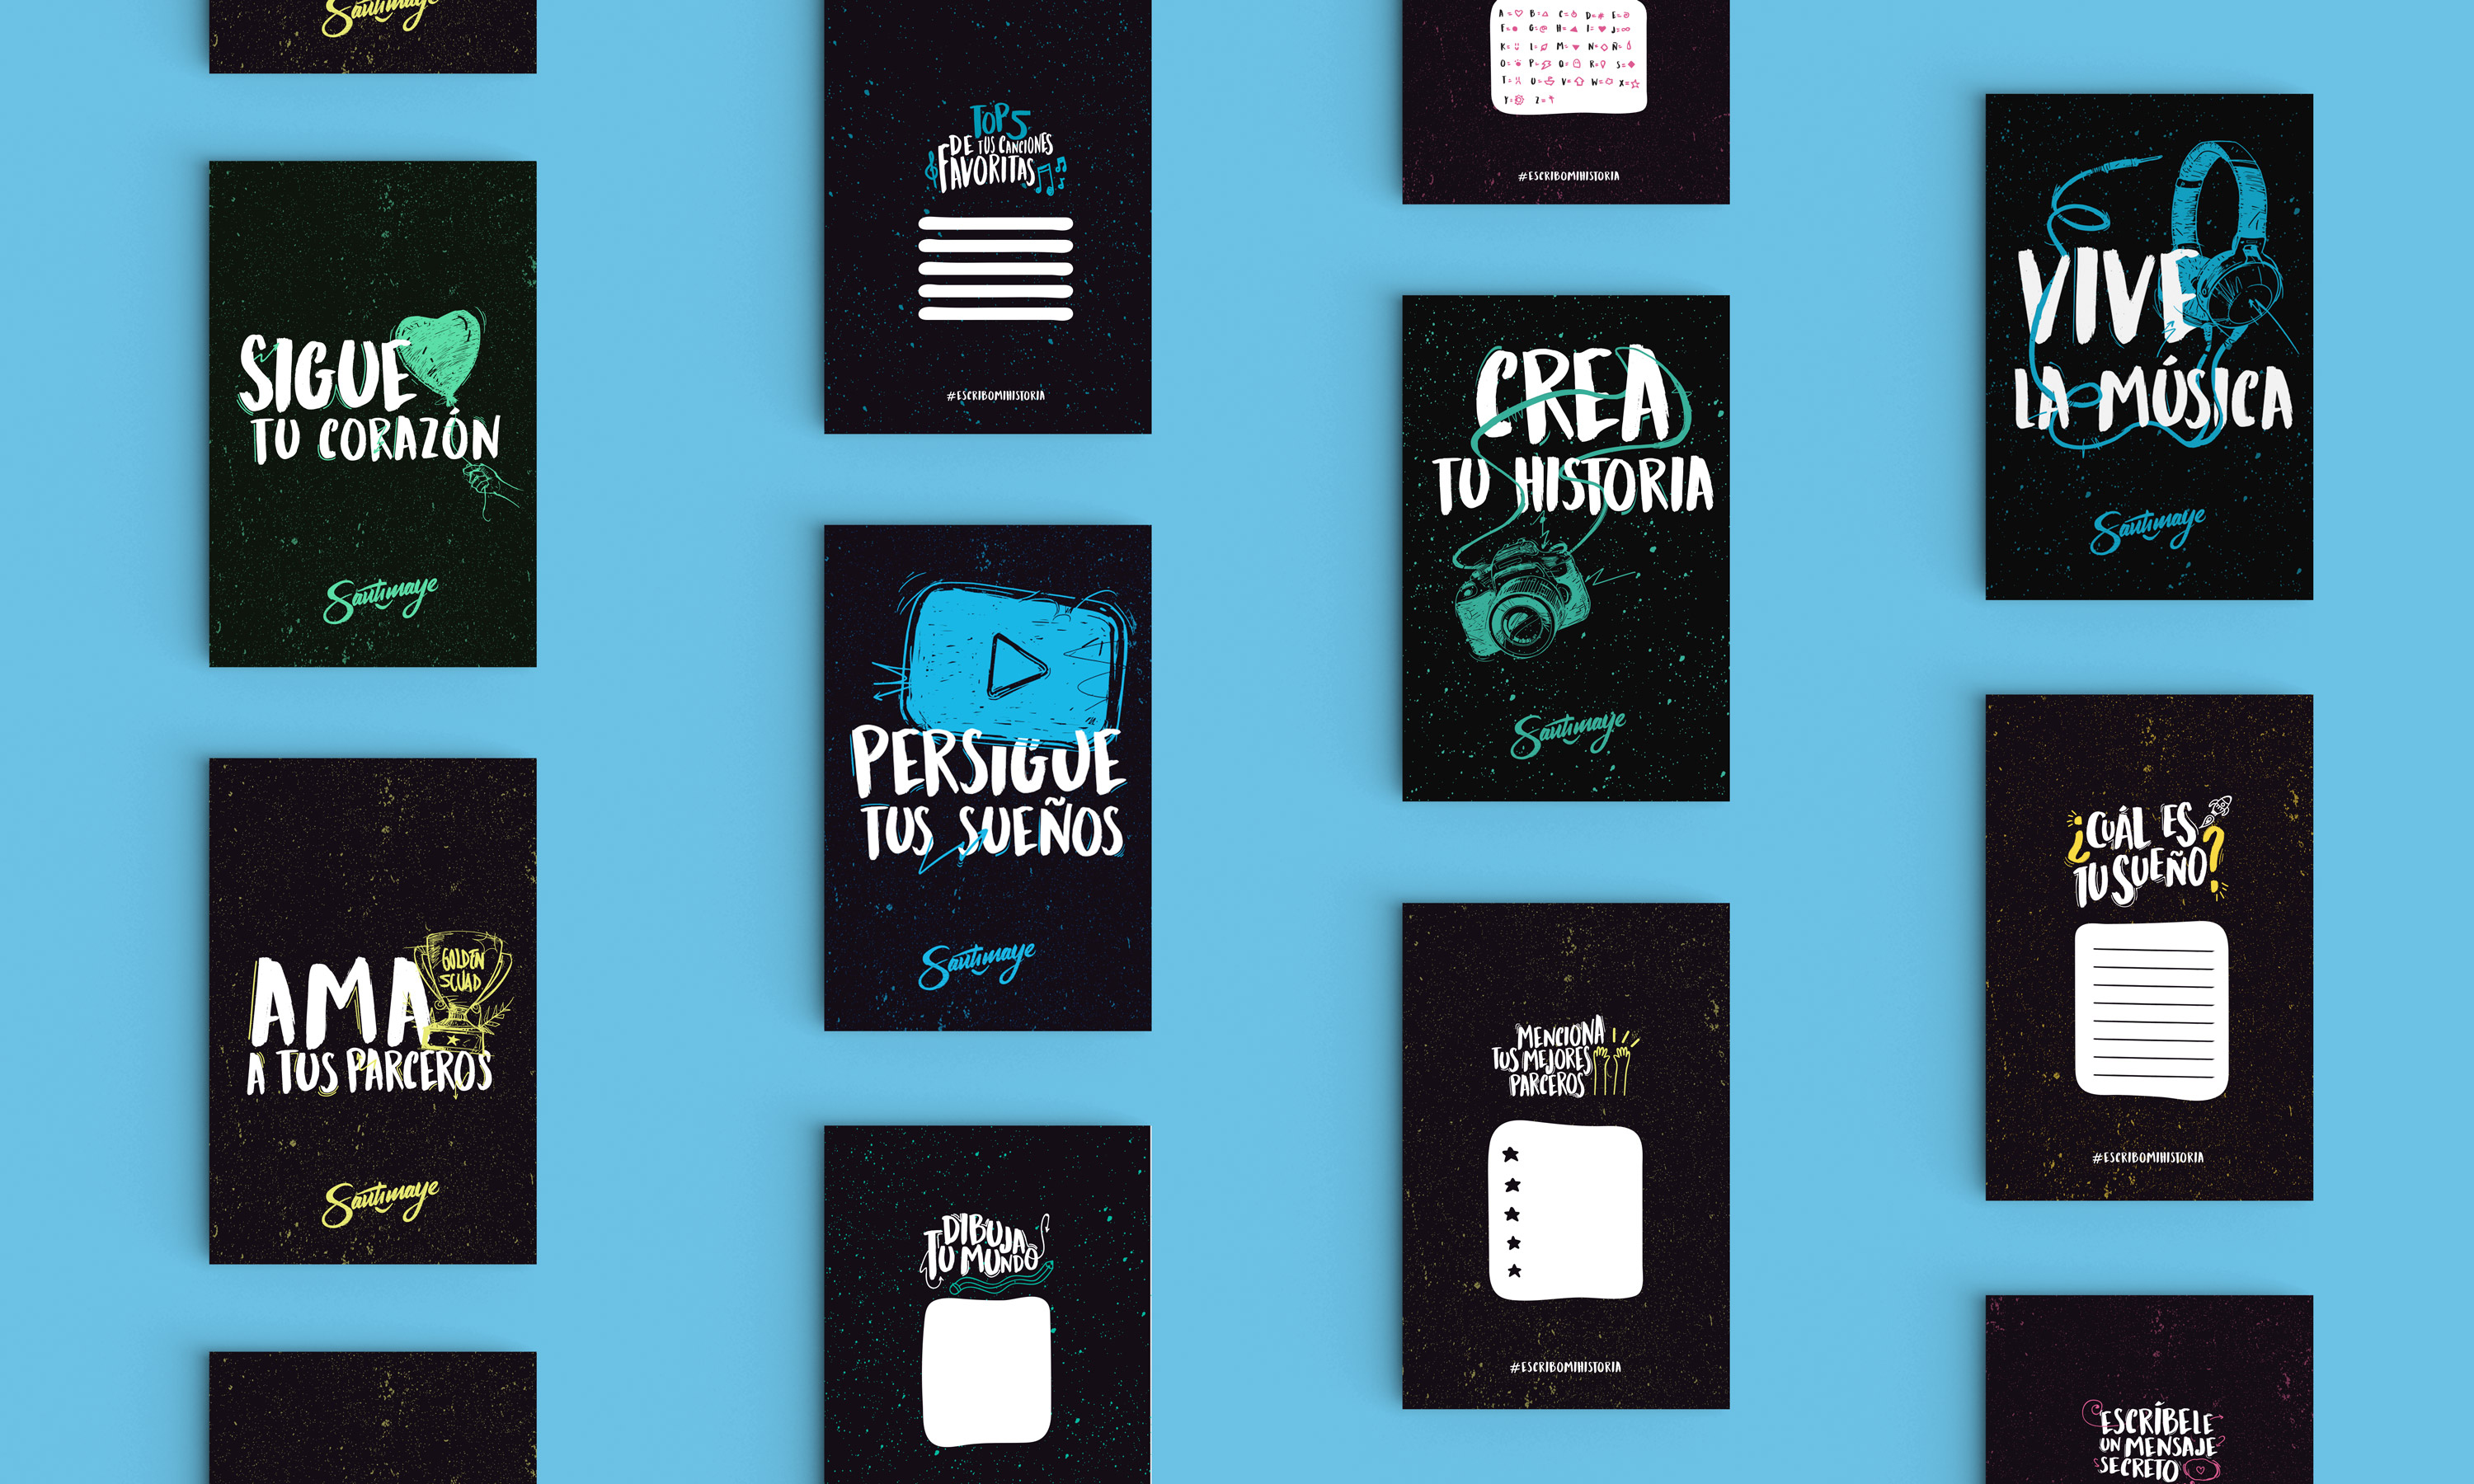 Santimaye
SIGUE
TU CORAZÓN
Santimaye
AMA
A TUS PARCEROS
GOLDEN
SCUAD
Santimaye
TOP 5
DE TUS CANCIONES
FAVORITAS
#ESCRIBOMIHISTORIA
PERSIGUE
TUS SUEÑOS
Santimaye
DIBUJA
TU MUNDO
A= B= C= D= E=
F= G= H= I= J=
K= L= M= N= Ñ=
O= P= Q= R= S=
T= U= V= W= X=
Y= Z=
#ESCRIBOMIHISTORIA
CREA
TU HISTORIA
Santimaye
MENCIONA
TUS MEJORES
PARCEROS
#ESCRIBOMIHISTORIA
VIVE
LA MÚSICA
Santimaye
¿CUÁL ES
TU SUEÑO?
#ESCRIBOMIHISTORIA
ESCRÍBELE
UN MENSAJE
SECRETO